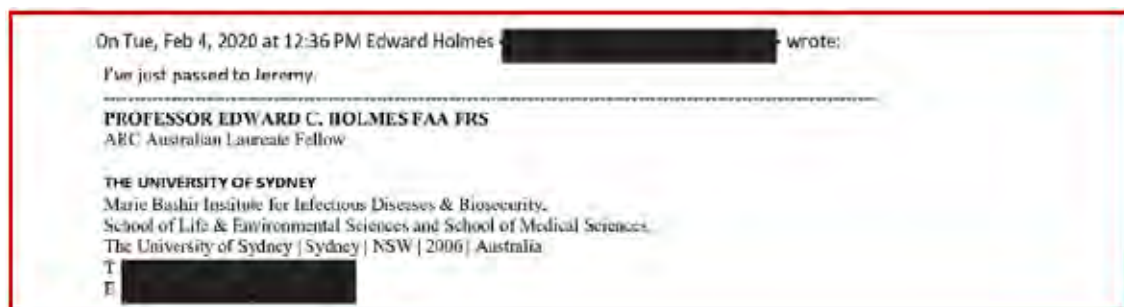 On Tue, Feb 4, 2020 at 12:36 PM Edward Holmes < > wrote:
I've just passed to Jeremy.
PROFESSOR EDWARD C. HOLMES FAA FRS
ARC Australian Laureate Fellow
THE UNIVERSITY OF SYDNEY
Marie Bashir Institute for Infectious Diseases & Biosecurity,
School of Life & Environmental Sciences and School of Medical Sciences,
The University of Sydney | Sydney | NSW | 2006 | Australia
T
E